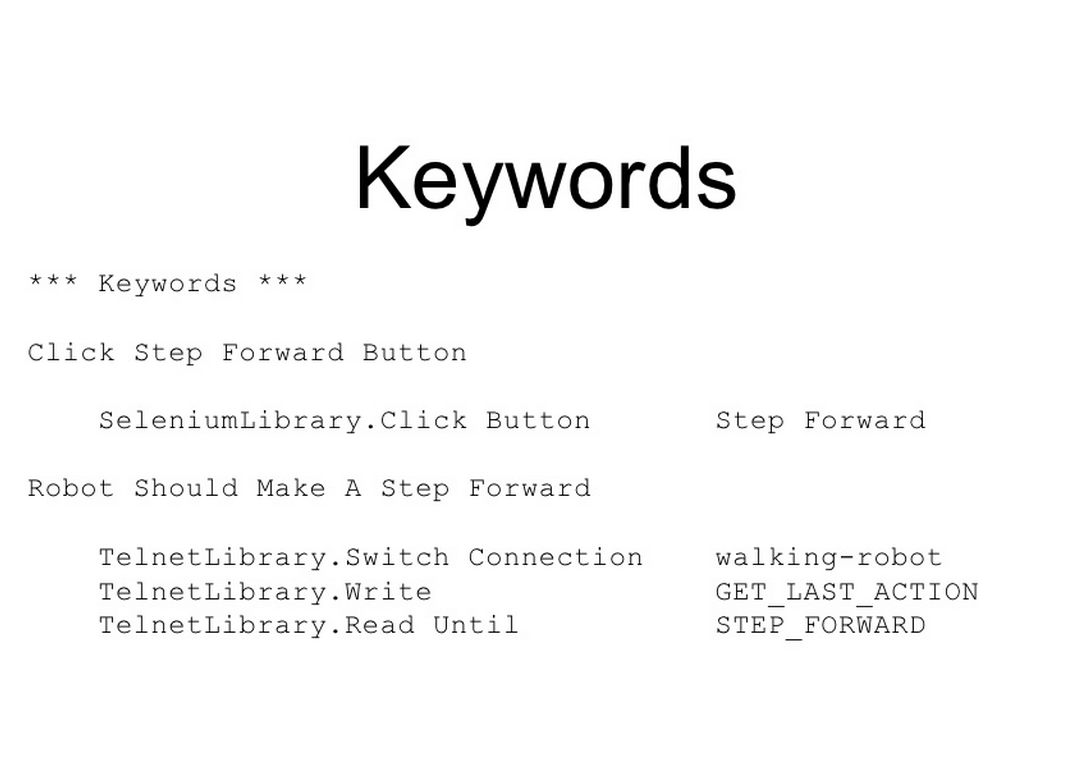 Keywords
*** Keywords ***
Click Step Forward Button
SeleniumLibrary.Click Button Step Forward
Robot Should Make A Step Forward
TelnetLibrary.Switch Connection walking-robot
TelnetLibrary.Write GET_LAST_ACTION
TelnetLibrary.Read Until STEP_FORWARD